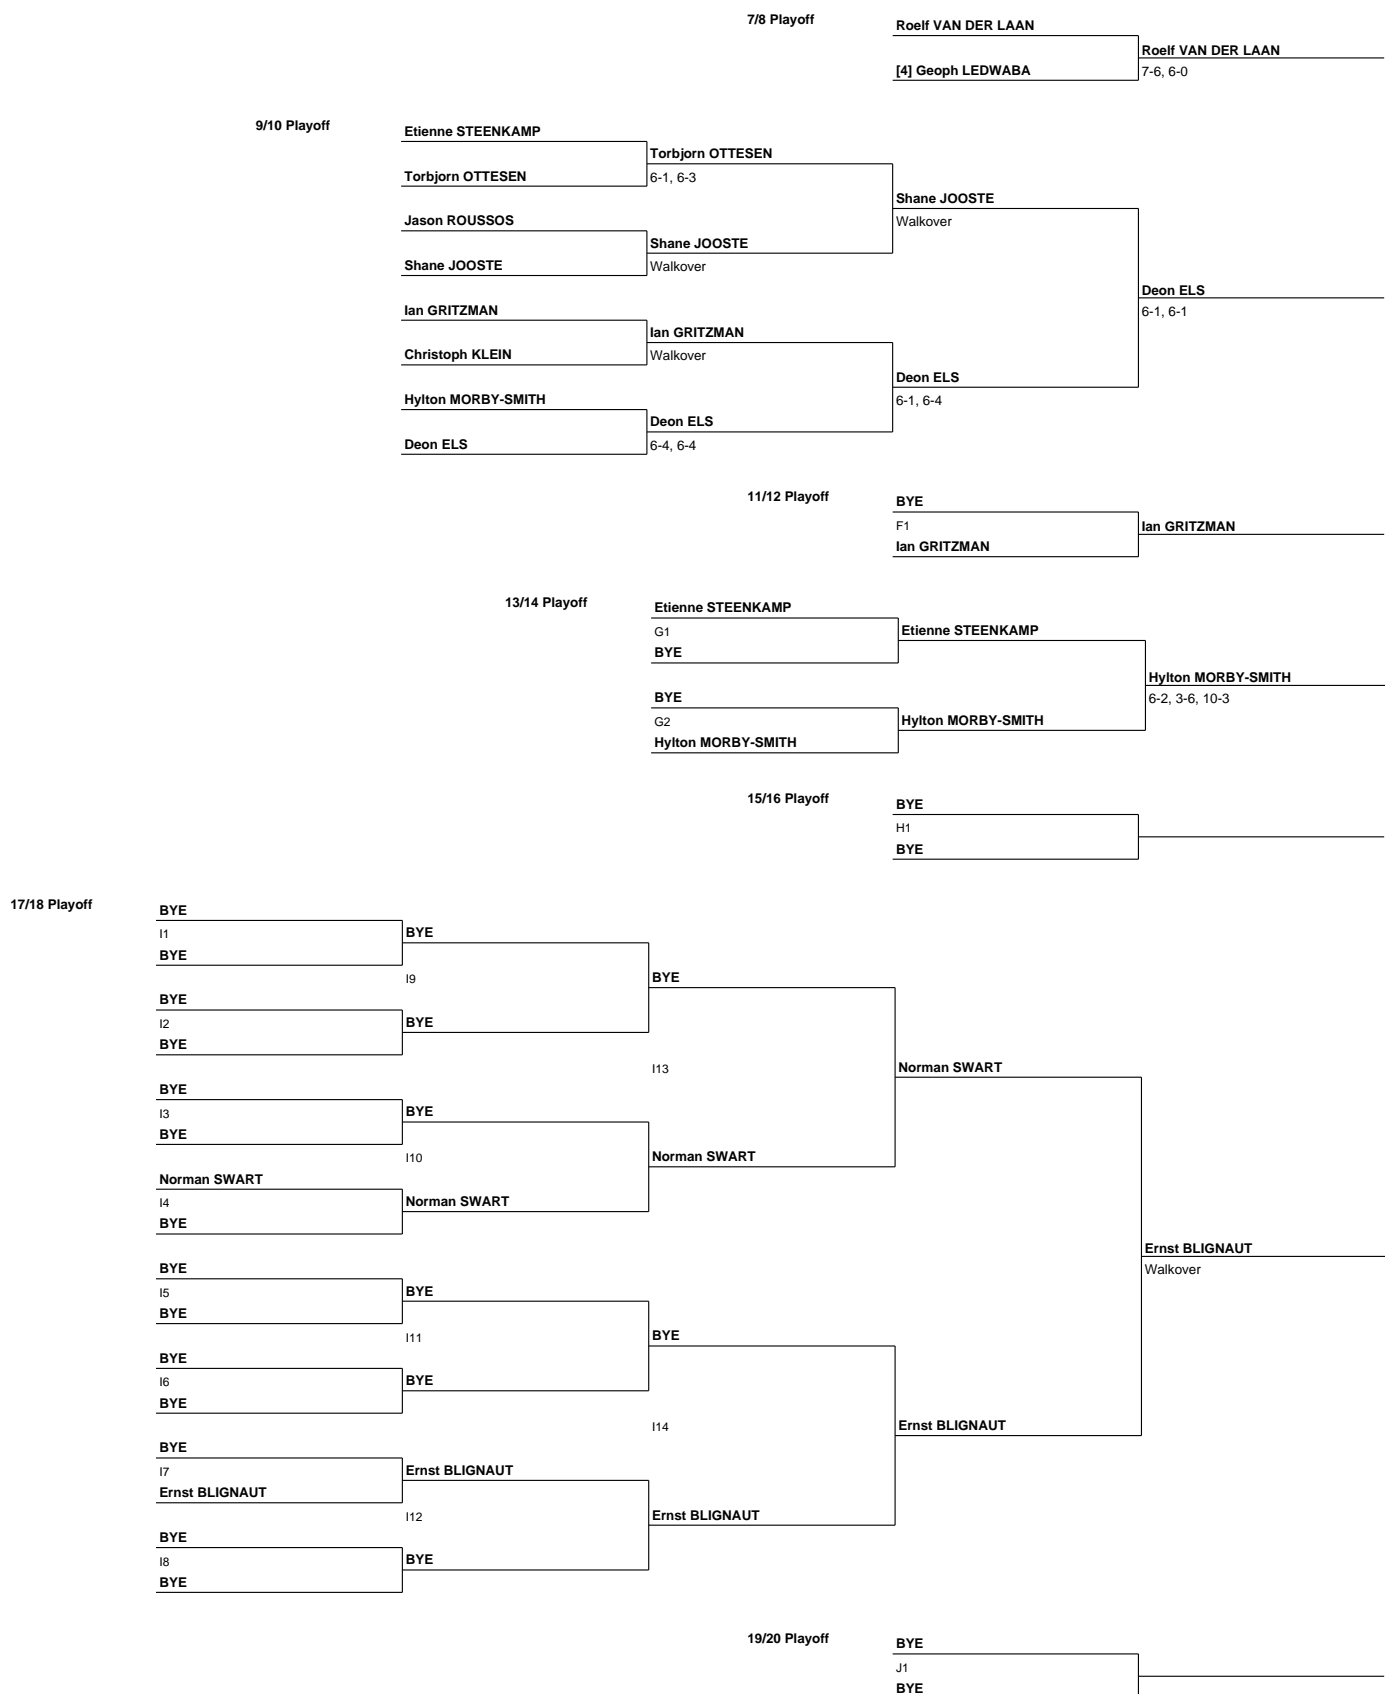 7/8 Playoff
Roelf VAN DER LAAN
Roelf VAN DER LAAN
[4] Geoph LEDWABA
7-6, 6-0
9/10 Playoff
Etienne STEENKAMP
Torbjorn OTTESEN
Torbjorn OTTESEN
6-1, 6-3
Shane JOOSTE
Jason ROUSSOS
Walkover
Shane JOOSTE
Shane JOOSTE
Walkover
Deon ELS
Ian GRITZMAN
6-1, 6-1
Ian GRITZMAN
Christoph KLEIN
Walkover
Deon ELS
Hylton MORBY-SMITH
6-1, 6-4
Deon ELS
Deon ELS
6-4, 6-4
11/12 Playoff
BYE
F1
Ian GRITZMAN
Ian GRITZMAN
13/14 Playoff
Etienne STEENKAMP
G1
Etienne STEENKAMP
BYE
Hylton MORBY-SMITH
BYE
6-2, 3-6, 10-3
G2
Hylton MORBY-SMITH
Hylton MORBY-SMITH
15/16 Playoff
BYE
H1
BYE
17/18 Playoff
BYE
I1
BYE
BYE
I9
BYE
BYE
I2
BYE
BYE
I13
Norman SWART
BYE
I3
BYE
BYE
I10
Norman SWART
Norman SWART
I4
Norman SWART
BYE
Ernst BLIGNAUT
BYE
Walkover
I5
BYE
BYE
I11
BYE
BYE
I6
BYE
BYE
I14
Ernst BLIGNAUT
BYE
I7
Ernst BLIGNAUT
Ernst BLIGNAUT
I12
Ernst BLIGNAUT
BYE
I8
BYE
BYE
19/20 Playoff
BYE
J1
BYE